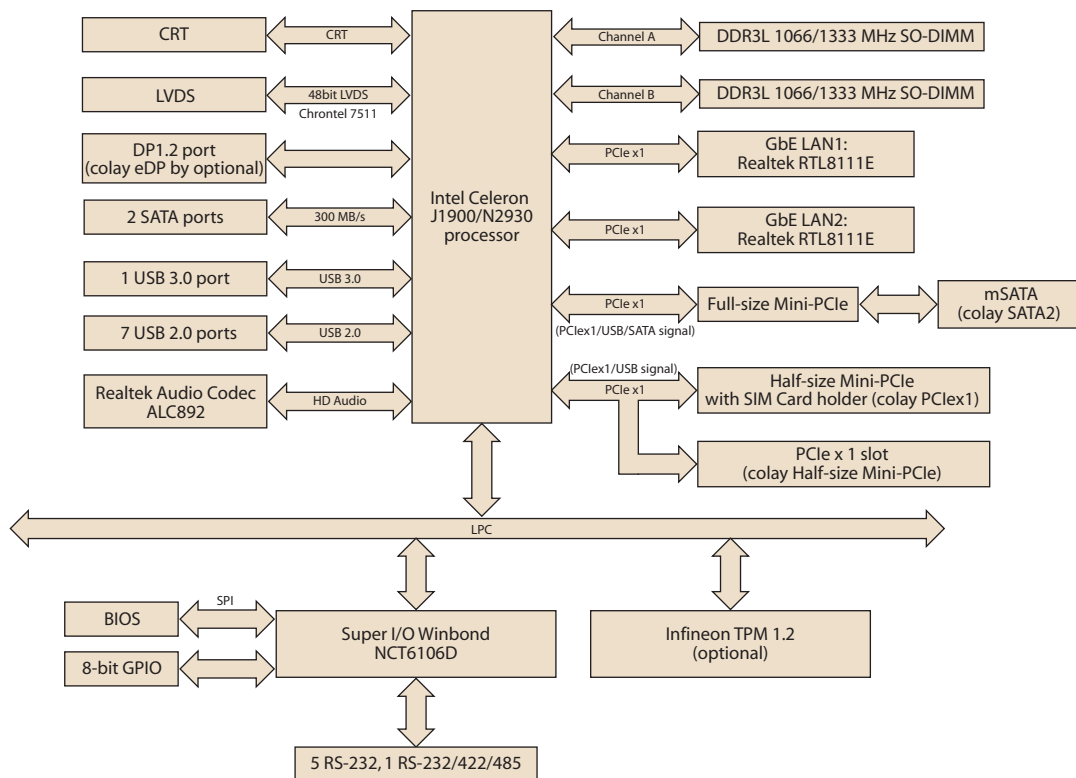 CRT
CRT
LVDS
48bit LVDS
Chrontel 7511
DP1.2 port
(colay eDP by optional)
2 SATA ports
300 MB/s
1 USB 3.0 port
USB 3.0
7 USB 2.0 ports
USB 2.0
Realtek Audio Codec
ALC892
HD Audio
Intel Celeron
J1900/N2930
processor
Channel A
DDR3L 1066/1333 MHz SO-DIMM
Channel B
DDR3L 1066/1333 MHz SO-DIMM
PCIe x1
GbE LAN1:
Realtek RTL8111E
PCIe x1
GbE LAN2:
Realtek RTL8111E
PCIe x1
(PCIex1/USB/SATA signal)
Full-size Mini-PCIe
mSATA
(colay SATA2)
(PCIex1/USB signal)
PCIe x1
Half-size Mini-PCIe
with SIM Card holder (colay PCIex1)
PCIe x 1 slot
(colay Half-size Mini-PCIe)
LPC
BIOS
SPI
8-bit GPIO
Super I/O Winbond
NCT6106D
Infineon TPM 1.2
(optional)
5 RS-232, 1 RS-232/422/485